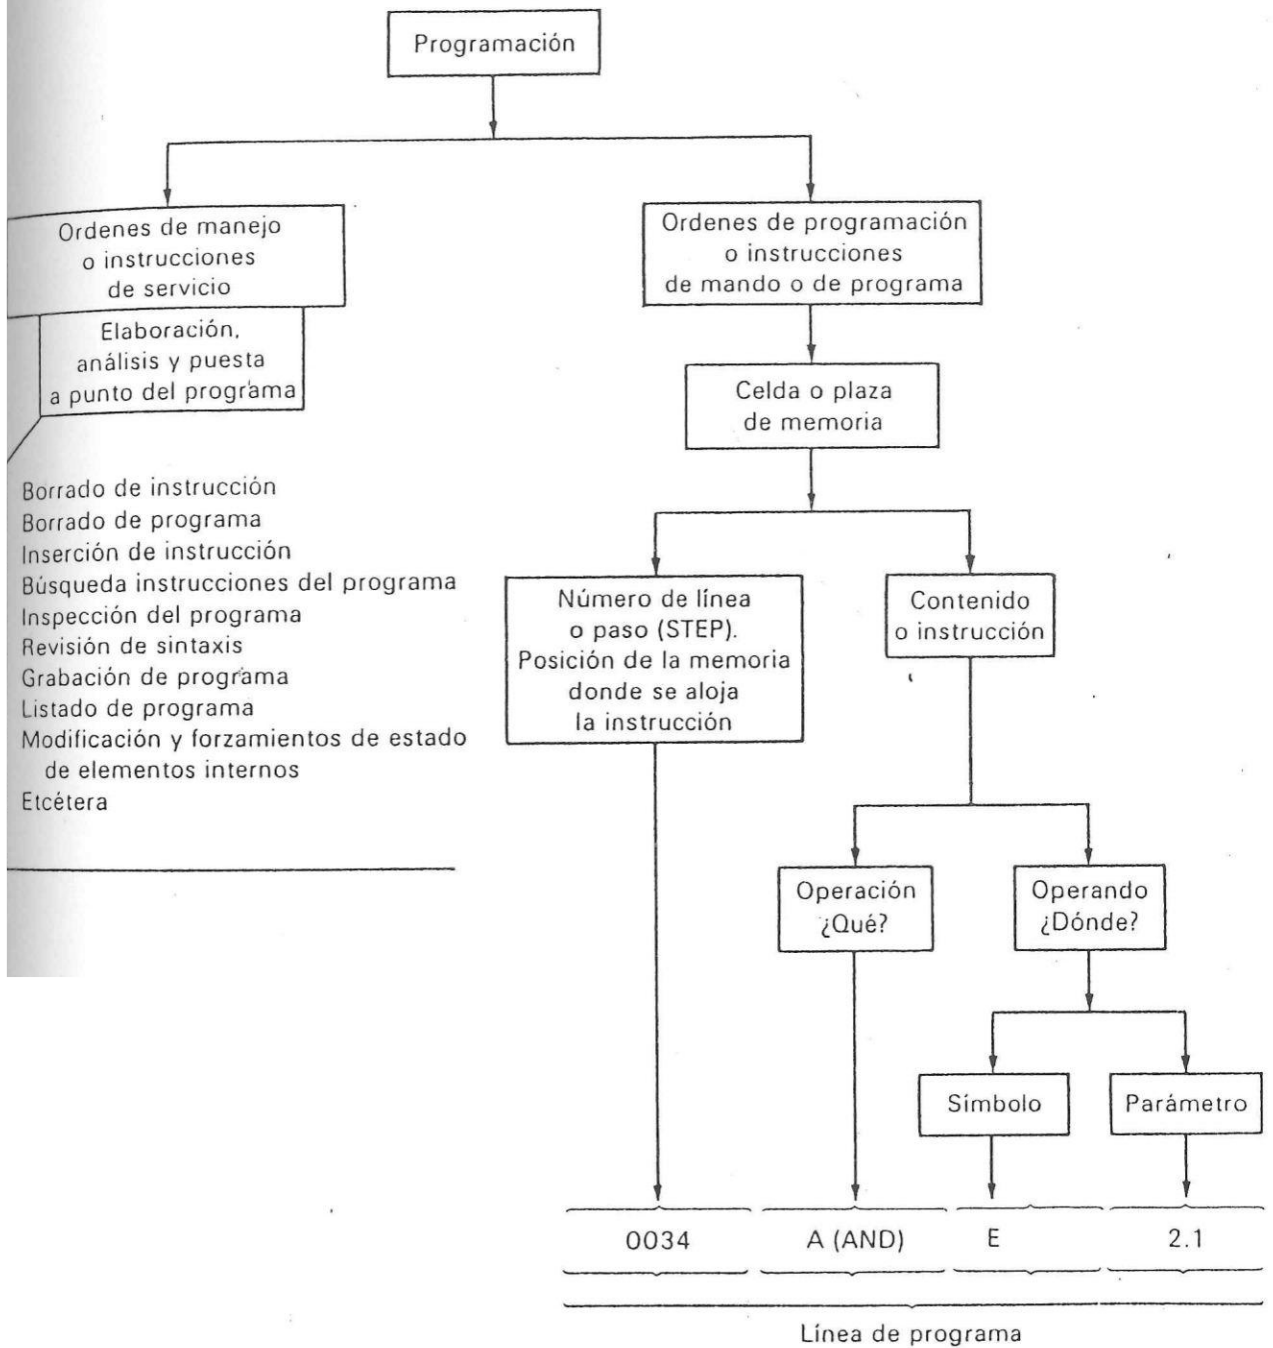 Programación
Ordenes de manejo
o instrucciones
de servicio
Elaboración,
análisis y puesta
a punto del programa
Borrado de instrucción
Borrado de programa
Inserción de instrucción
Búsqueda instrucciones del programa
Inspección del programa
Revisión de sintaxis
Grabación de programa
Listado de programa
Modificación y forzamientos de estado
de elementos internos
Etcétera
Ordenes de programación
o instrucciones
de mando o de programa
Celda o plaza
de memoria
Número de línea
o paso (STEP).
Posición de la memoria
donde se aloja
la instrucción
Contenido
o instrucción
Operación
¿Qué?
Operando
¿Dónde?
Símbolo
Parámetro
0034 A (AND) E 2.1
Línea de programa